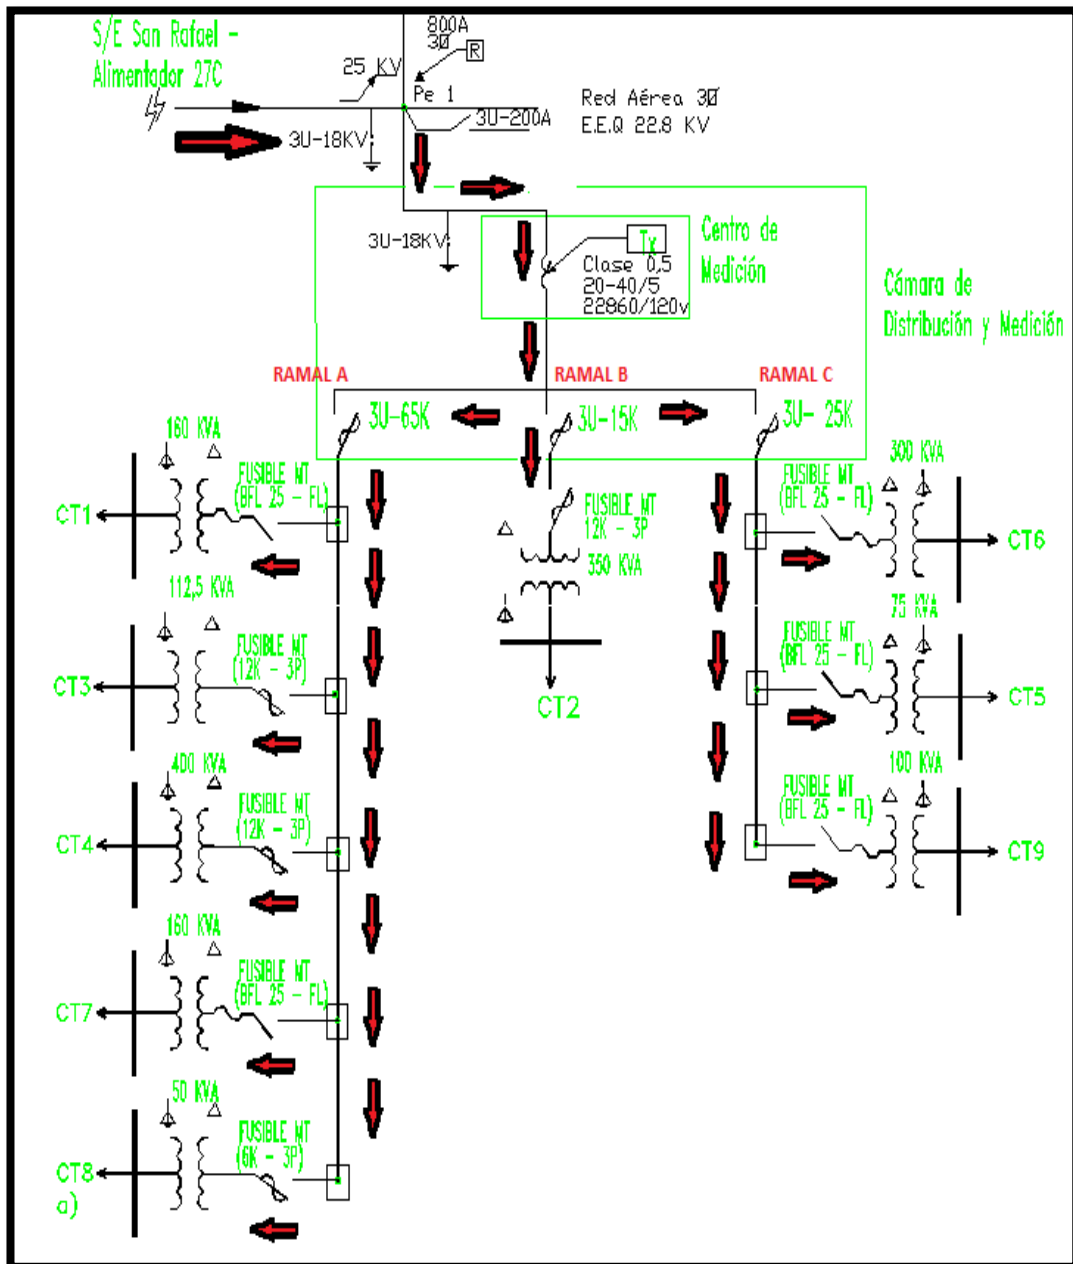 S/E San Rafael -
Alimentador 27C
800A
3Ø
R
25 KV
Pe 1
3U-200A
Red Aérea 3Ø
E.E.Q 22.8 KV
3U-18KV
3U-18KV
Tx
Clase 0,5
20-40/5
22860/120v
Centro de
Medición
Cámara de
Distribución y Medición
RAMAL A
RAMAL B
RAMAL C
3U-65K
3U-15K
3U- 25K
160 KVA
FUSIBLE MT
(BFL 25 - FL)
CT1
112,5 KVA
FUSIBLE MT
(12K - 3P)
CT3
400 KVA
FUSIBLE MT
(12K - 3P)
CT4
160 KVA
FUSIBLE MT
(BFL 25 - FL)
CT7
50 KVA
FUSIBLE MT
(6K - 3P)
CT8
a)
FUSIBLE MT
12K - 3P
350 KVA
CT2
300 KVA
FUSIBLE MT
(BFL 25 - FL)
CT6
75 KVA
FUSIBLE MT
(BFL 25 - FL)
CT5
100 KVA
FUSIBLE MT
(BFL 25 - FL)
CT9